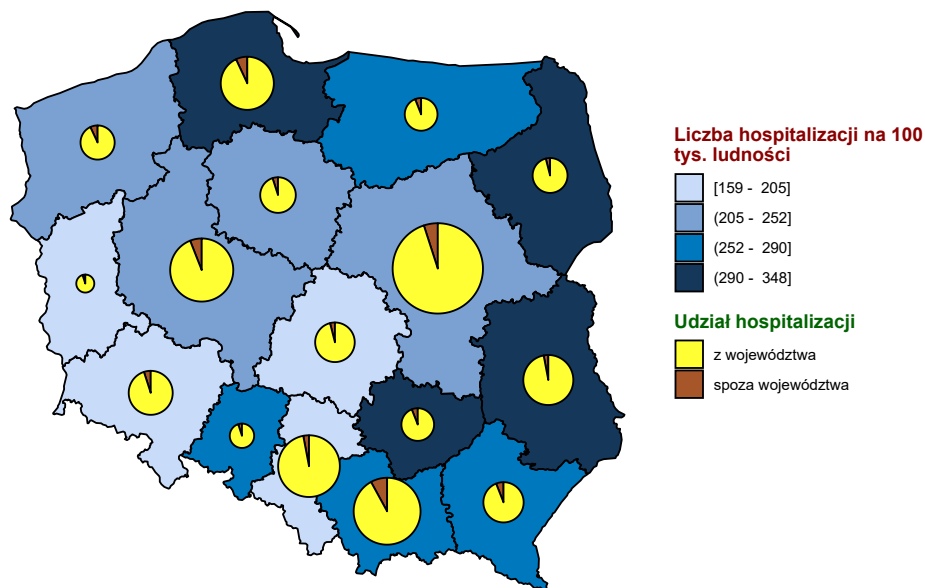 Liczba hospitalizacji na 100
tys. ludności
[159 - 205]
(205 - 252]
(252 - 290]
(290 - 348]
Udział hospitalizacji
z województwa
spoza województwa